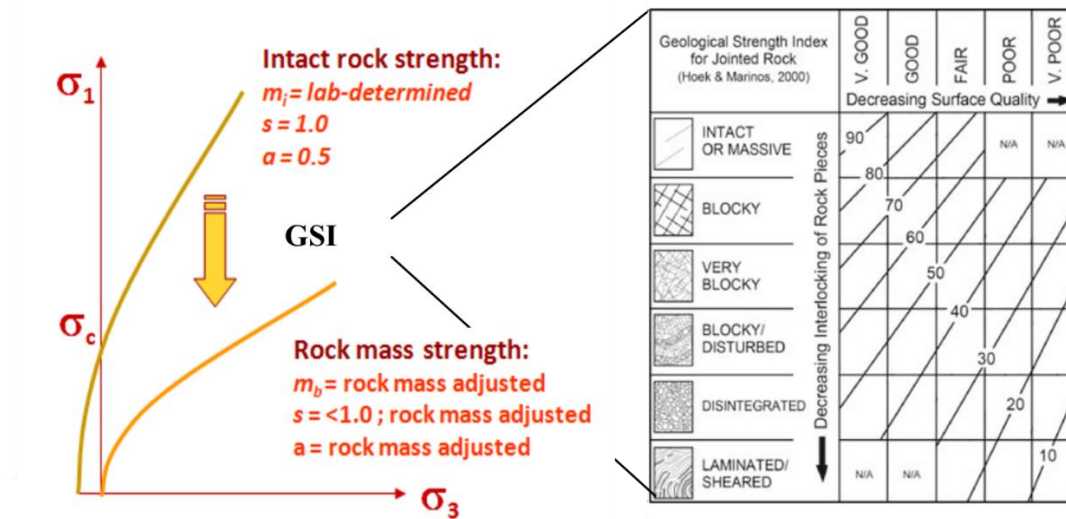 σ1
σc
σ3
Intact rock strength:
mi= lab-determined
s = 1.0
a = 0.5
GSI
Rock mass strength:
mb= rock mass adjusted
s = <1.0 ; rock mass adjusted
a = rock mass adjusted
Geological Strength Index
for Jointed Rock
(Hoek & Marinos, 2000)
V. GOOD
GOOD
FAIR
POOR
V. POOR
Decreasing Surface Quality
Decreasing Interlocking of Rock Pieces
INTACT
OR MASSIVE
BLOCKY
VERY
BLOCKY
BLOCKY/
DISTURBED
DISINTEGRATED
LAMINATED/
SHEARED
90
80
70
60
50
40
30
20
10
N/A
N/A
N/A
N/A